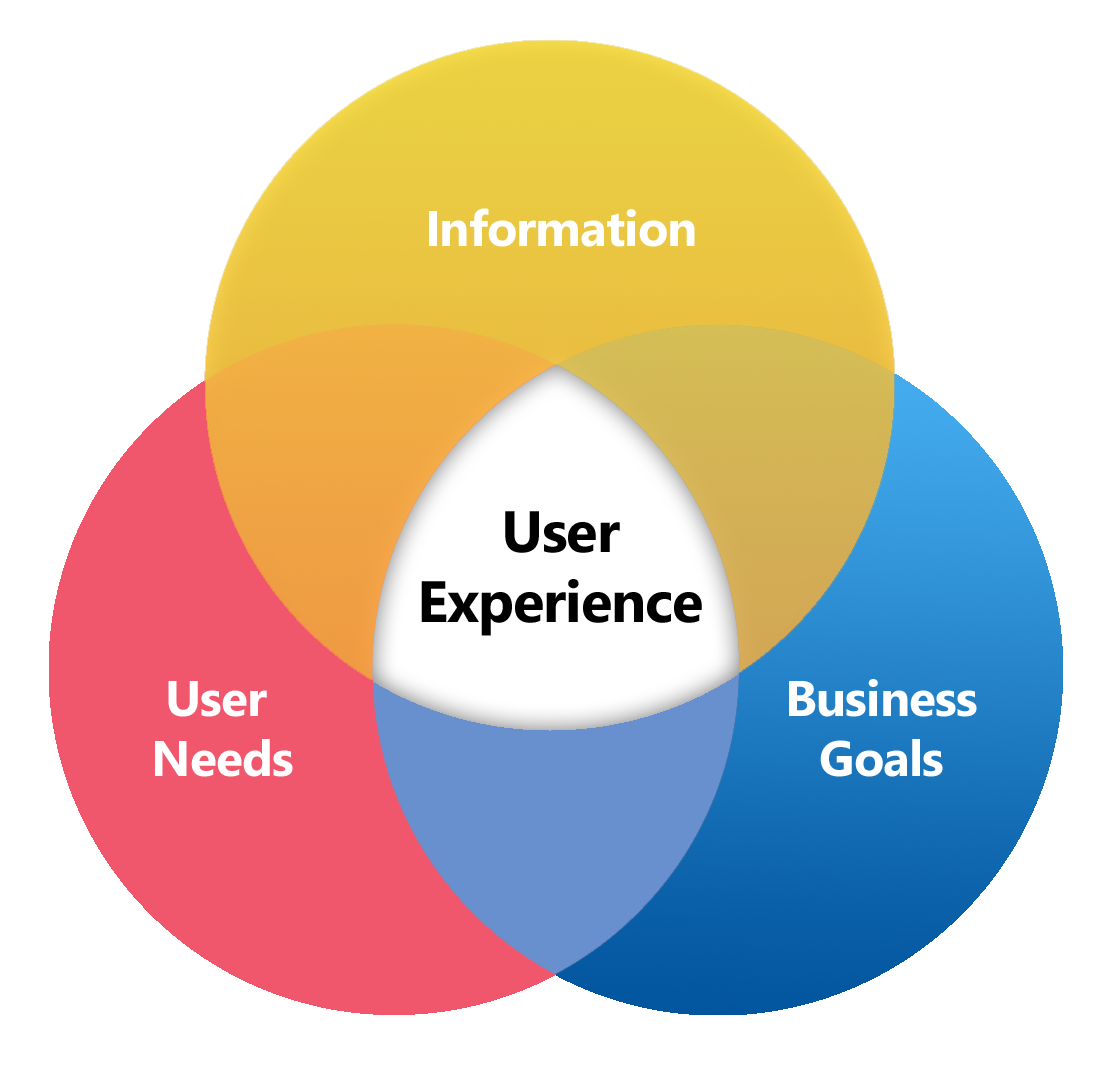 Information
User
Experience
User
Needs
Business
Goals